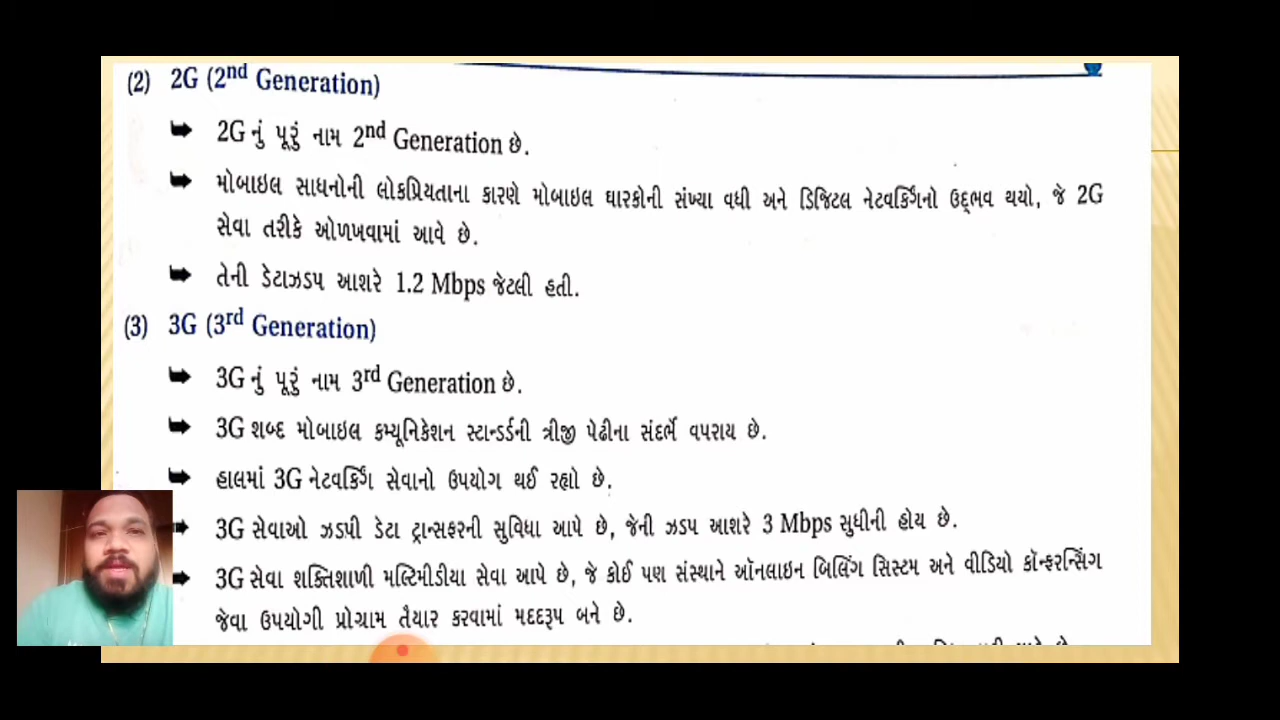 (2) 2G (2nd Generation)
➥ 2G નું પૂરું નામ 2nd Generation છે.
➥ મોબાઇલ સાધનોની લોકપ્રિયતાના કારણે મોબાઇલ ધારકોની સંખ્યા વધી અને ડિજિટલ નેટવર્કિંગનો ઉદ્ભવ થયો, જે 2G
સેવા તરીકે ઓળખવામાં આવે છે.
➥ તેની ડેટાઝડપ આશરે 1.2 Mbps જેટલી હતી.
(3) 3G (3rd Generation)
➥ 3G નું પૂરું નામ 3rd Generation છે.
➥ 3G શબ્દ મોબાઇલ કમ્યૂનિકેશન સ્ટાન્ડર્ડની ત્રીજી પેઢીના સંદર્ભે વપરાય છે.
➥ હાલમાં 3G નેટવર્કિંગ સેવાનો ઉપયોગ થઈ રહ્યો છે.
➥ 3G સેવાઓ ઝડપી ડેટા ટ્રાન્સફરની સુવિધા આપે છે, જેની ઝડપ આશરે 3 Mbps સુધીની હોય છે.
➥ 3G સેવા શક્તિશાળી મલ્ટિમીડીયા સેવા આપે છે, જે કોઈ પણ સંસ્થાને ઑનલાઇન બિલિંગ સિસ્ટમ અને વીડિયો કૉન્ફરન્સિંગ
જેવા ઉપયોગી પ્રોગ્રામ તૈયાર કરવામાં મદદરૂપ બને છે.